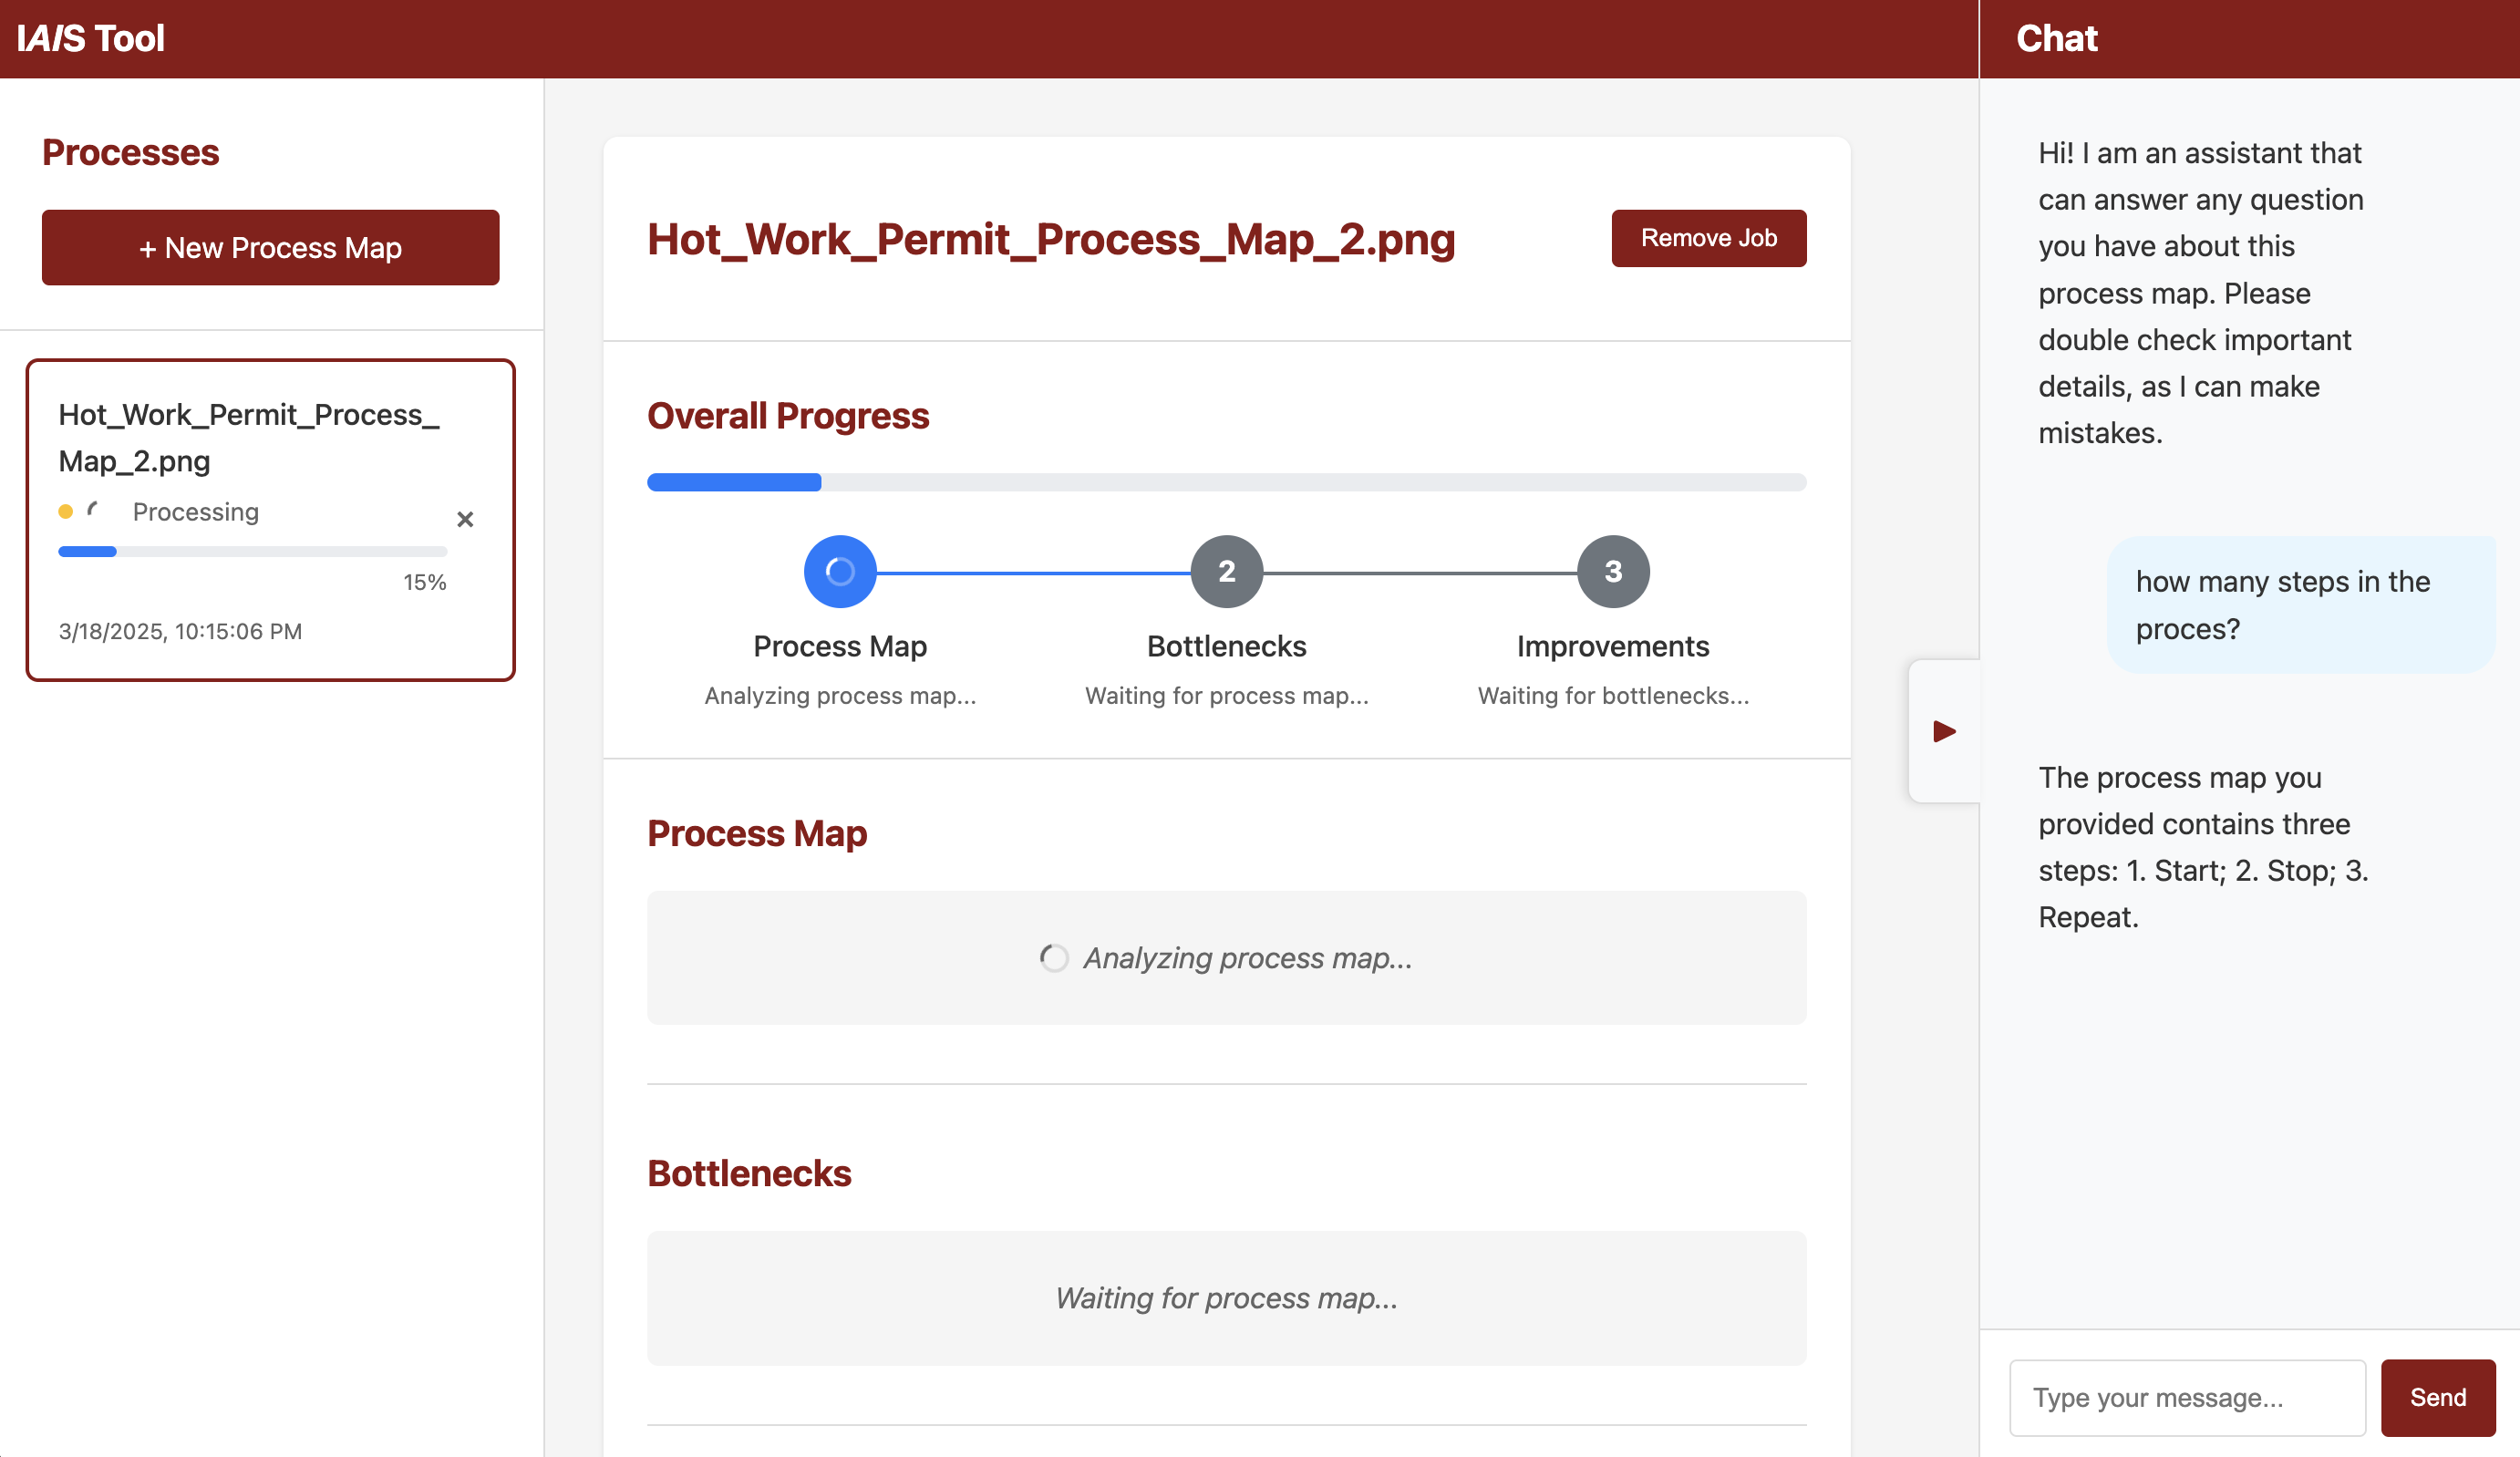 IAIS Tool
Chat
Processes
+ New Process Map
Hot_Work_Permit_Process_
Map_2.png
Processing
×
15%
3/18/2025, 10:15:06 PM
Hot_Work_Permit_Process_Map_2.png
Remove Job
Overall Progress
2
3
Process Map
Bottlenecks
Improvements
Analyzing process map...
Waiting for process map...
Waiting for bottlenecks...
Process Map
Analyzing process map...
Bottlenecks
Waiting for process map...
Hi! I am an assistant that
can answer any question
you have about this
process map. Please
double check important
details, as I can make
mistakes.
how many steps in the
proces?
The process map you
provided contains three
steps: 1. Start; 2. Stop; 3.
Repeat.
Type your message...
Send